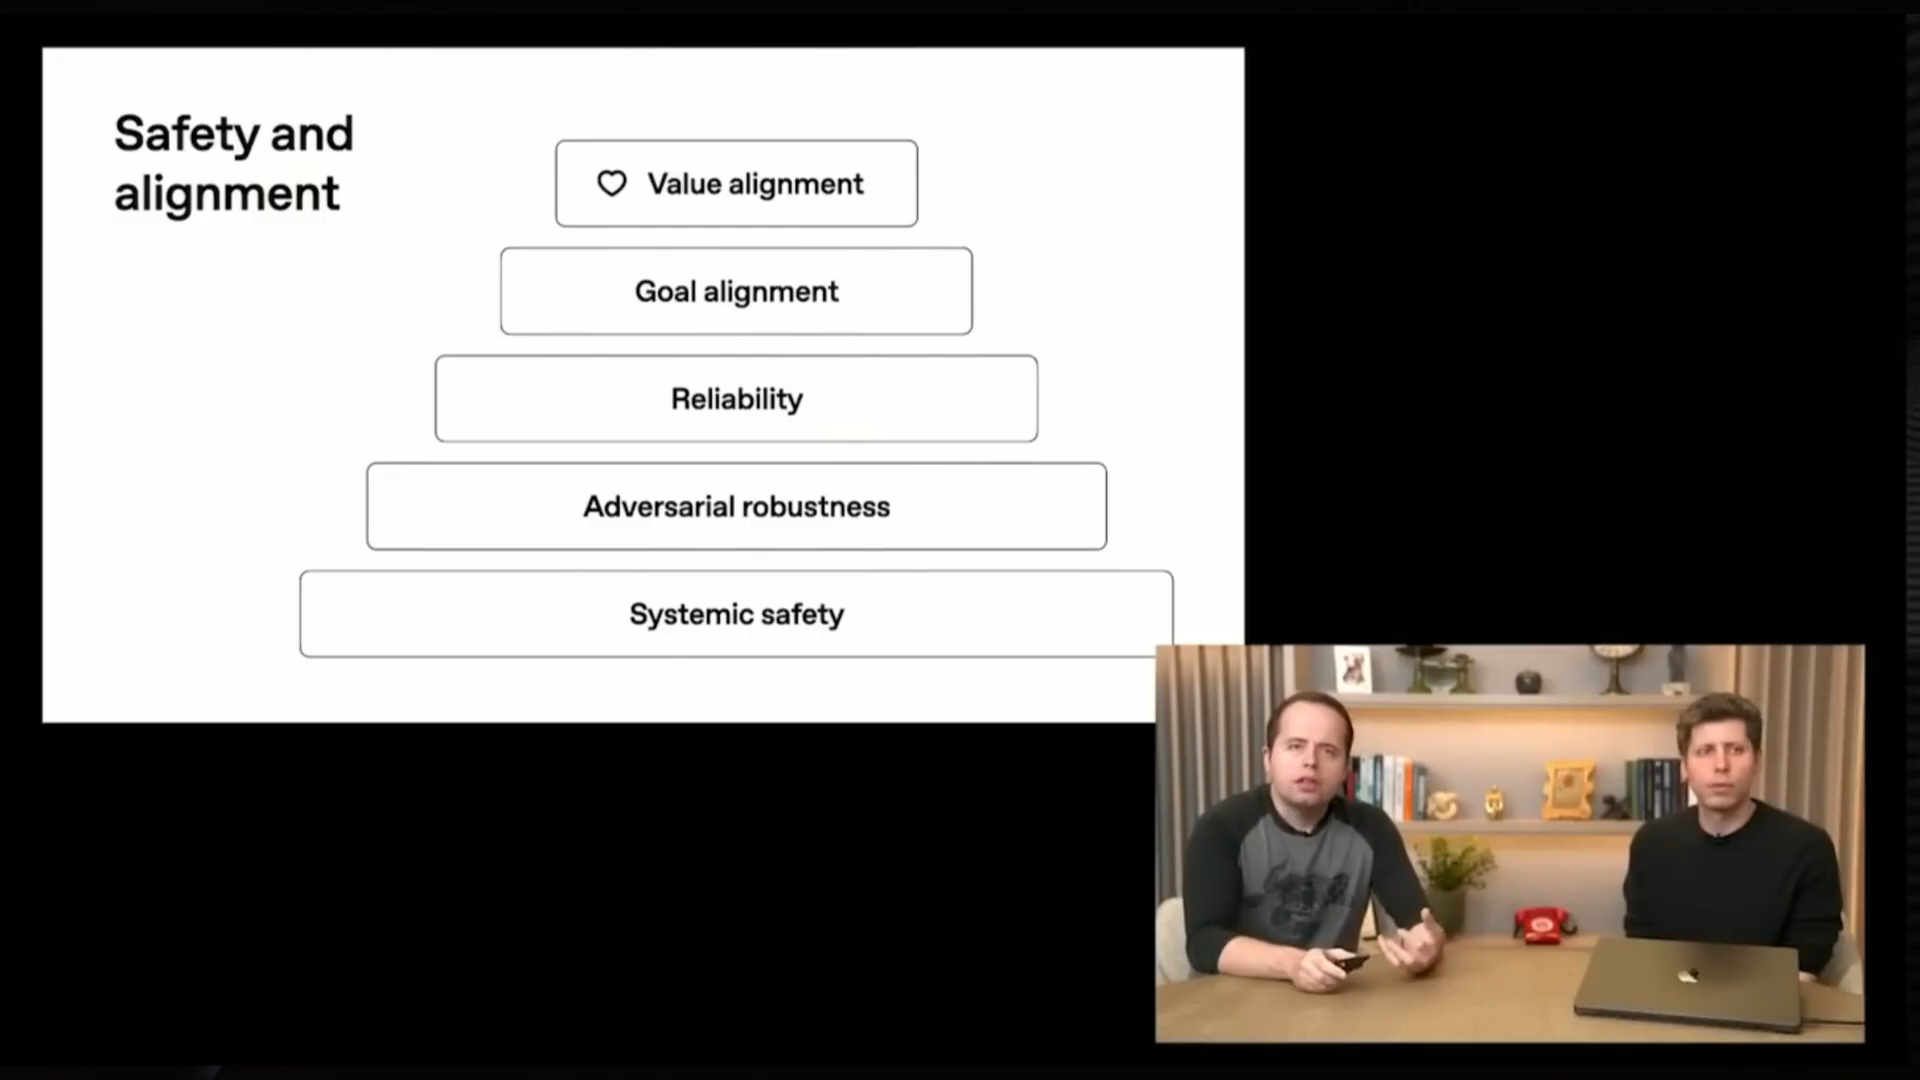 Safety and
alignment
Value alignment
Goal alignment
Reliability
Adversarial robustness
Systemic safety